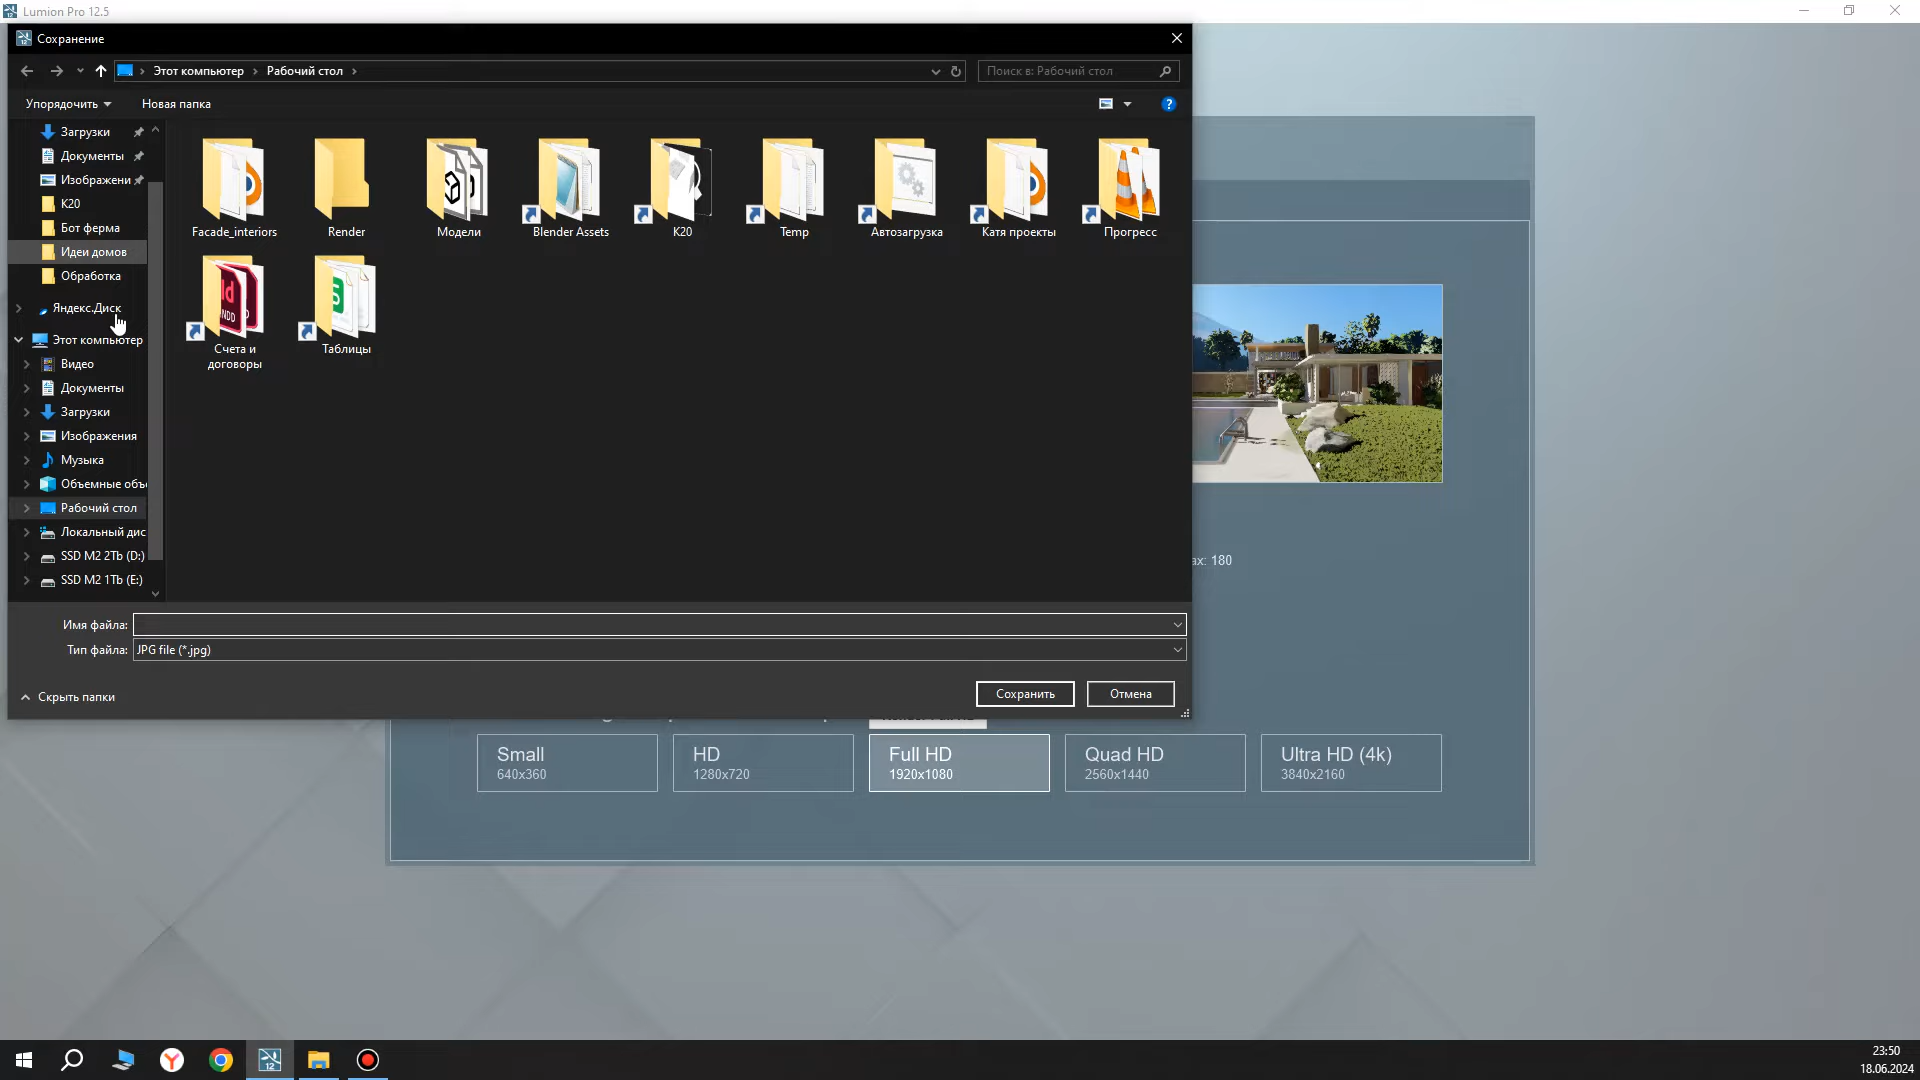 Lumion Pro 12.5
Сохранение
Этот компьютер
Рабочий стол
Поиск в: Рабочий стол
Упорядочить
Новая папка
Загрузки
Документы
Изображени
K20
Бот ферма
Идеи домов
Обработка
Яндекс.Диск
Этот компьютер
Видео
Документы
Загрузки
Изображения
Музыка
Объемные объ
Рабочий стол
Локальный дис
SSD M2 2Tb (D:)
SSD M2 1Tb (E:)
Facade_interiors
Render
Модели
Blender Assets
K20
Temp
Автозагрузка
Катя проекты
Прогресс
Счета и
договоры
Таблицы
ax: 180
Имя файла:
Тип файла:
JPG file (*.jpg)
Скрыть папки
Сохранить
Отмена
Small
640x360
HD
1280x720
Full HD
1920x1080
Quad HD
2560x1440
Ultra HD (4k)
3840x2160
23:50
18.06.2024